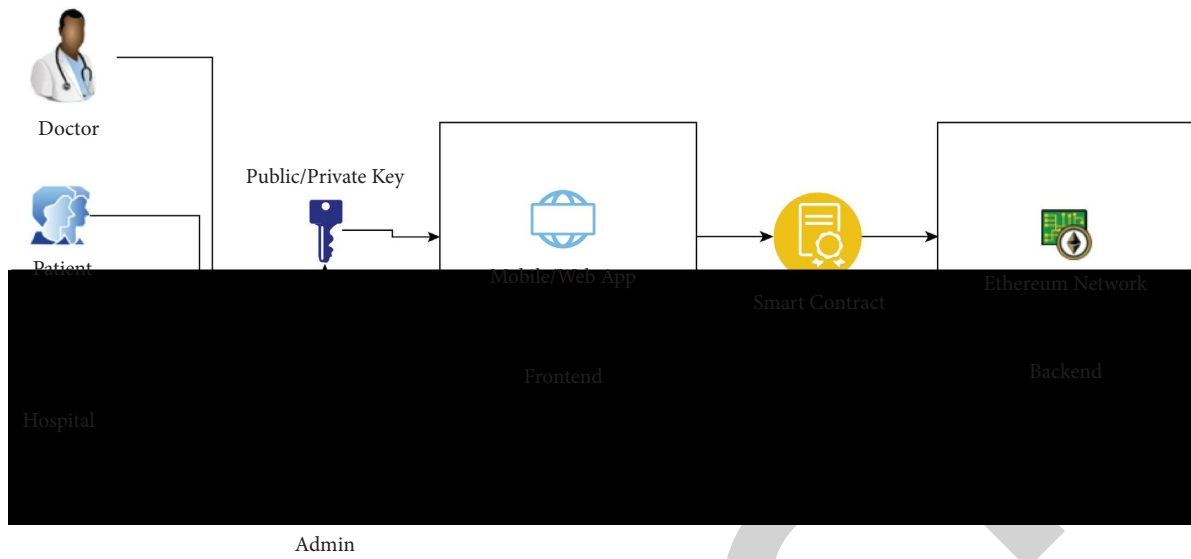 Doctor
Public/Private Key
Patient
Mobile/Web App
Ethereum Network
Smart Contract
Frontend
Backend
Hospital
Admin